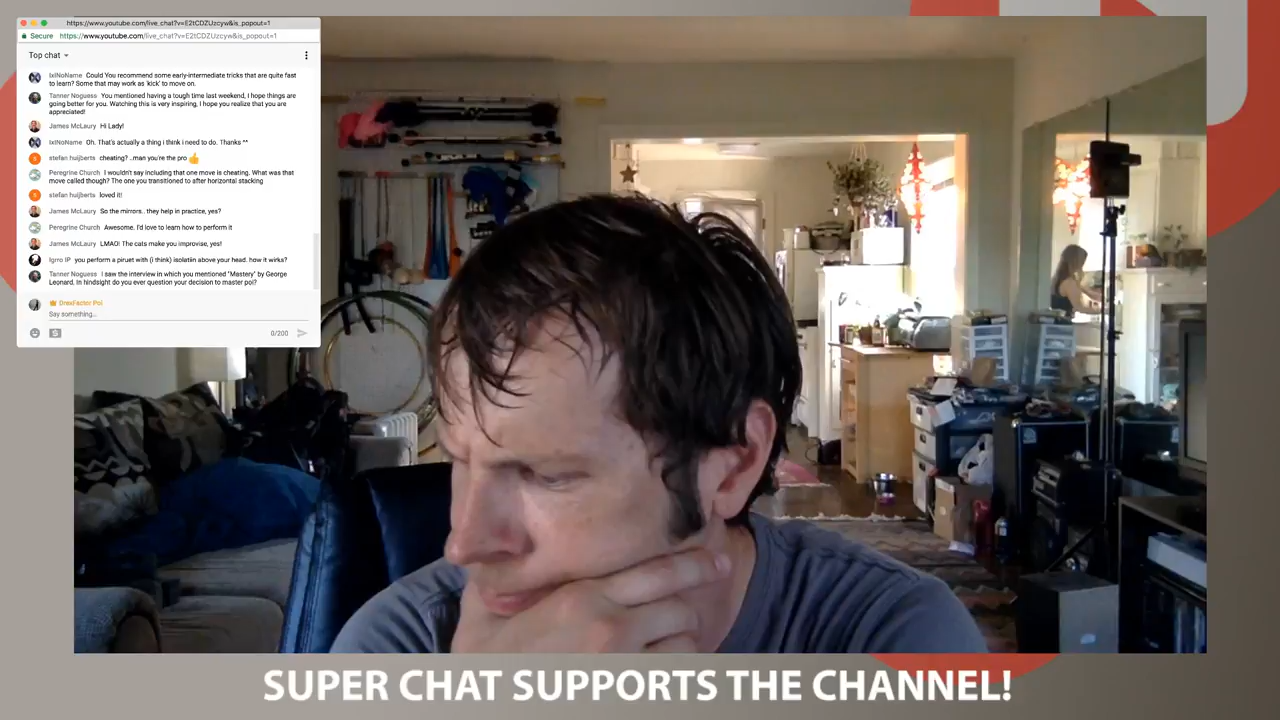 https://www.youtube.com/live_chat?v=E2tCDZUzcyw&is_popout=1
Secure https://www.youtube.com/live_chat?v=E2tCDZUzcyw&is_popout=1
Top chat
IxINoName Could You recommend some early-intermediate tricks that are quite fast
to learn? Some that may work as 'kick' to move on.
Tanner Noguess You mentioned having a tough time last weekend, I hope things are
going better for you. Watching this is very inspiring, I hope you realize that you are
appreciated!
James McLaury Hi Lady!
IxINoName Oh. That's actually a thing i think i need to do. Thanks ^^
stefan huijberts cheating? ..man you're the pro 👍
Peregrine Church I wouldn't say including that one move is cheating. What was that
move called though? The one you transitioned to after horizontal stacking
stefan huijberts loved it!
James McLaury So the mirrors.. they help in practice, yes?
Peregrine Church Awesome. I'd love to learn how to perform it
James McLaury LMAO! The cats make you improvise, yes!
Igrro IP you perform a piruet with (i think) isolatiin above your head. how it works?
Tanner Noguess I saw the interview in which you mentioned "Mastery" by George
Leonard. In hindsight do you ever question your decision to master poi?
DrexFactor Poi
Say something...
0/200
SUPER CHAT SUPPORTS THE CHANNEL!